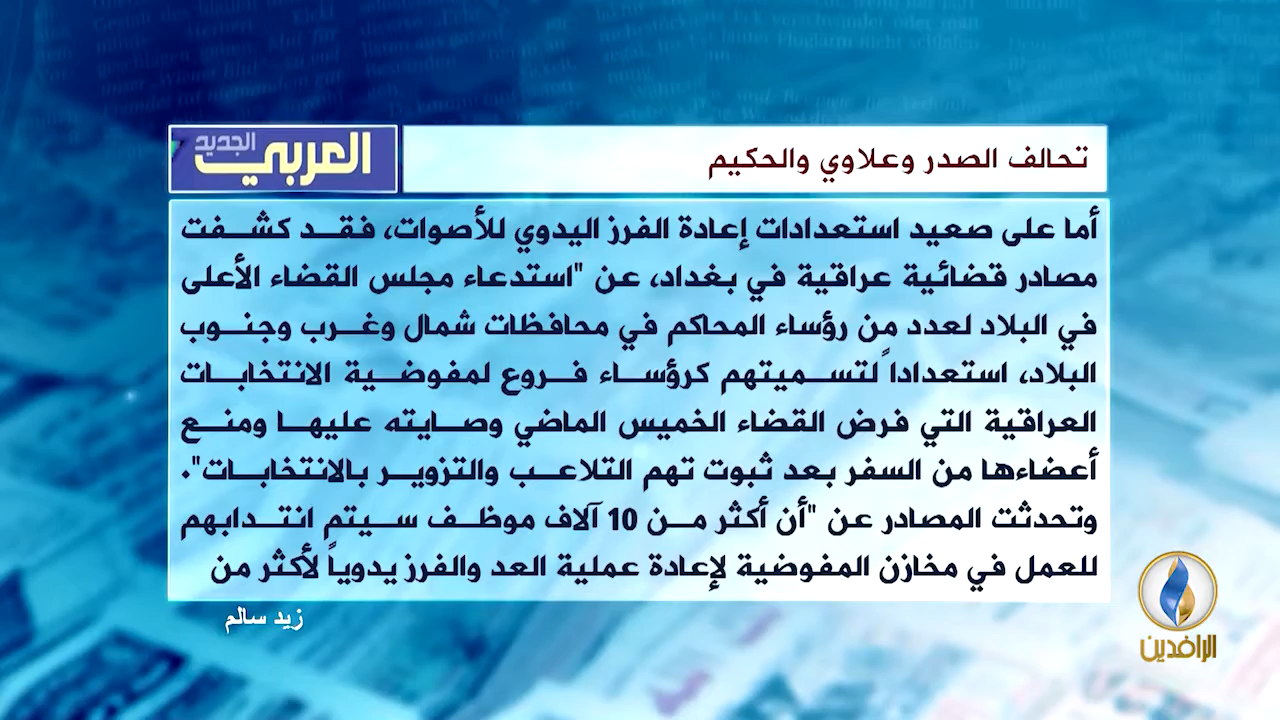 تحالف الصدر وعلاوي والحكيم
العربي الجديد
أما على صعيد استعدادات إعادة الفرز اليدوي للأصوات، فقد كشفت
مصادر قضائية عراقية في بغداد، عن "استدعاء مجلس القضاء الأعلى
في البلاد لعدد من رؤساء المحاكم في محافظات شمال وغرب وجنوب
البلاد، استعداداً لتسميتهم كرؤساء فروع لمفوضية الانتخابات
العراقية التي فرض القضاء الخميس الماضي وصايته عليها ومنع
أعضاءها من السفر بعد ثبوت تهم التلاعب والتزوير بالانتخابات".
وتحدثت المصادر عن "أن أكثر من 10 آلاف موظف سيتم انتدابهم
للعمل في مخازن المفوضية لإعادة عملية العد والفرز يدوياً لأكثر من
زيد سالم
الرافدين